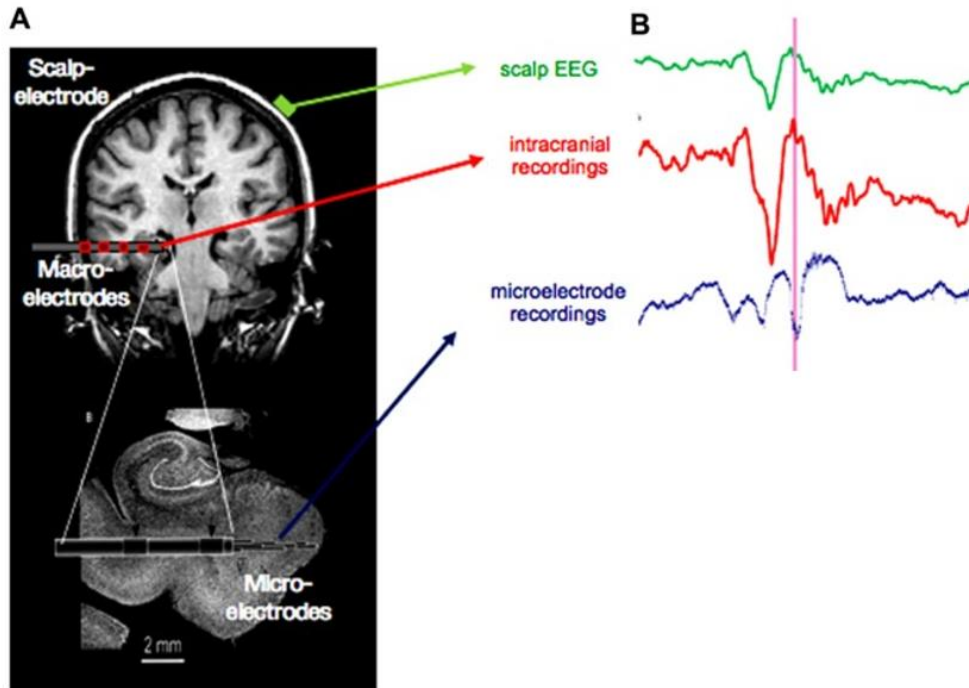 A
B
Scalp-
electrode
scalp EEG
intracranial
recordings
Macro-
electrodes
microelectrode
recordings
B
Micro-
electrodes
2 mm